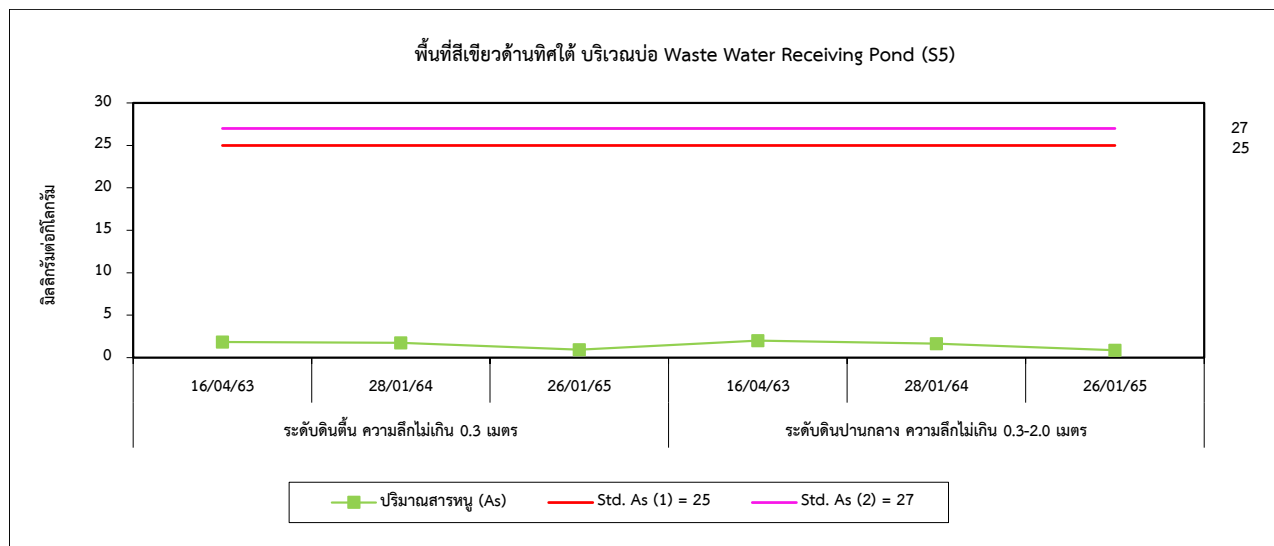 พื้นที่สีเขียวด้านทิศใต้ บริเวณบ่อ Waste Water Receiving Pond (S5)
มิลลิกรัมต่อกิโลกรัม
30
25
20
15
10
5
0
27
25
16/04/63 28/01/64 26/01/65 16/04/63 28/01/64 26/01/65
ระดับดินตื้น ความลึกไม่เกิน 0.3 เมตร ระดับดินปานกลาง ความลึกไม่เกิน 0.3-2.0 เมตร
ปริมาณสารหนู (As) Std. As (1) = 25 Std. As (2) = 27